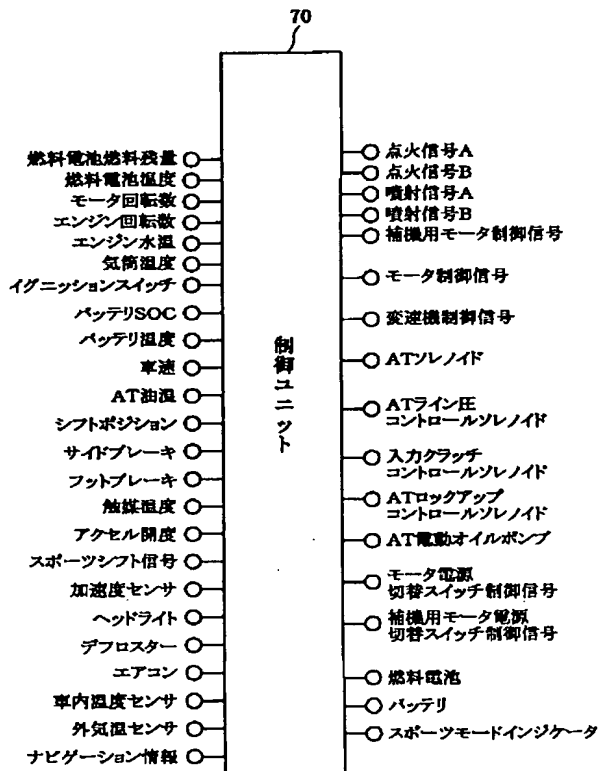 70
燃料電池燃料残量
燃料電池温度
モータ回転数
エンジン回転数
エンジン水温
気筒温度
イグニッションスイッチ
バッテリSOC
バッテリ温度
車速
AT油温
シフトポジション
サイドブレーキ
フットブレーキ
触媒温度
アクセル開度
スポーツシフト信号
加速度センサ
ヘッドライト
デフロスター
エアコン
車内温度センサ
外気温センサ
ナビゲーション情報
制御ユニット
点火信号A
点火信号B
噴射信号A
噴射信号B
補機用モータ制御信号
モータ制御信号
変速機制御信号
ATソレノイド
ATライン圧
コントロールソレノイド
入力クラッチ
コントロールソレノイド
ATロックアップ
コントロールソレノイド
AT電動オイルポンプ
モータ電源
切替スイッチ制御信号
補機用モータ電源
切替スイッチ制御信号
燃料電池
バッテリ
スポーツモードインジケータ